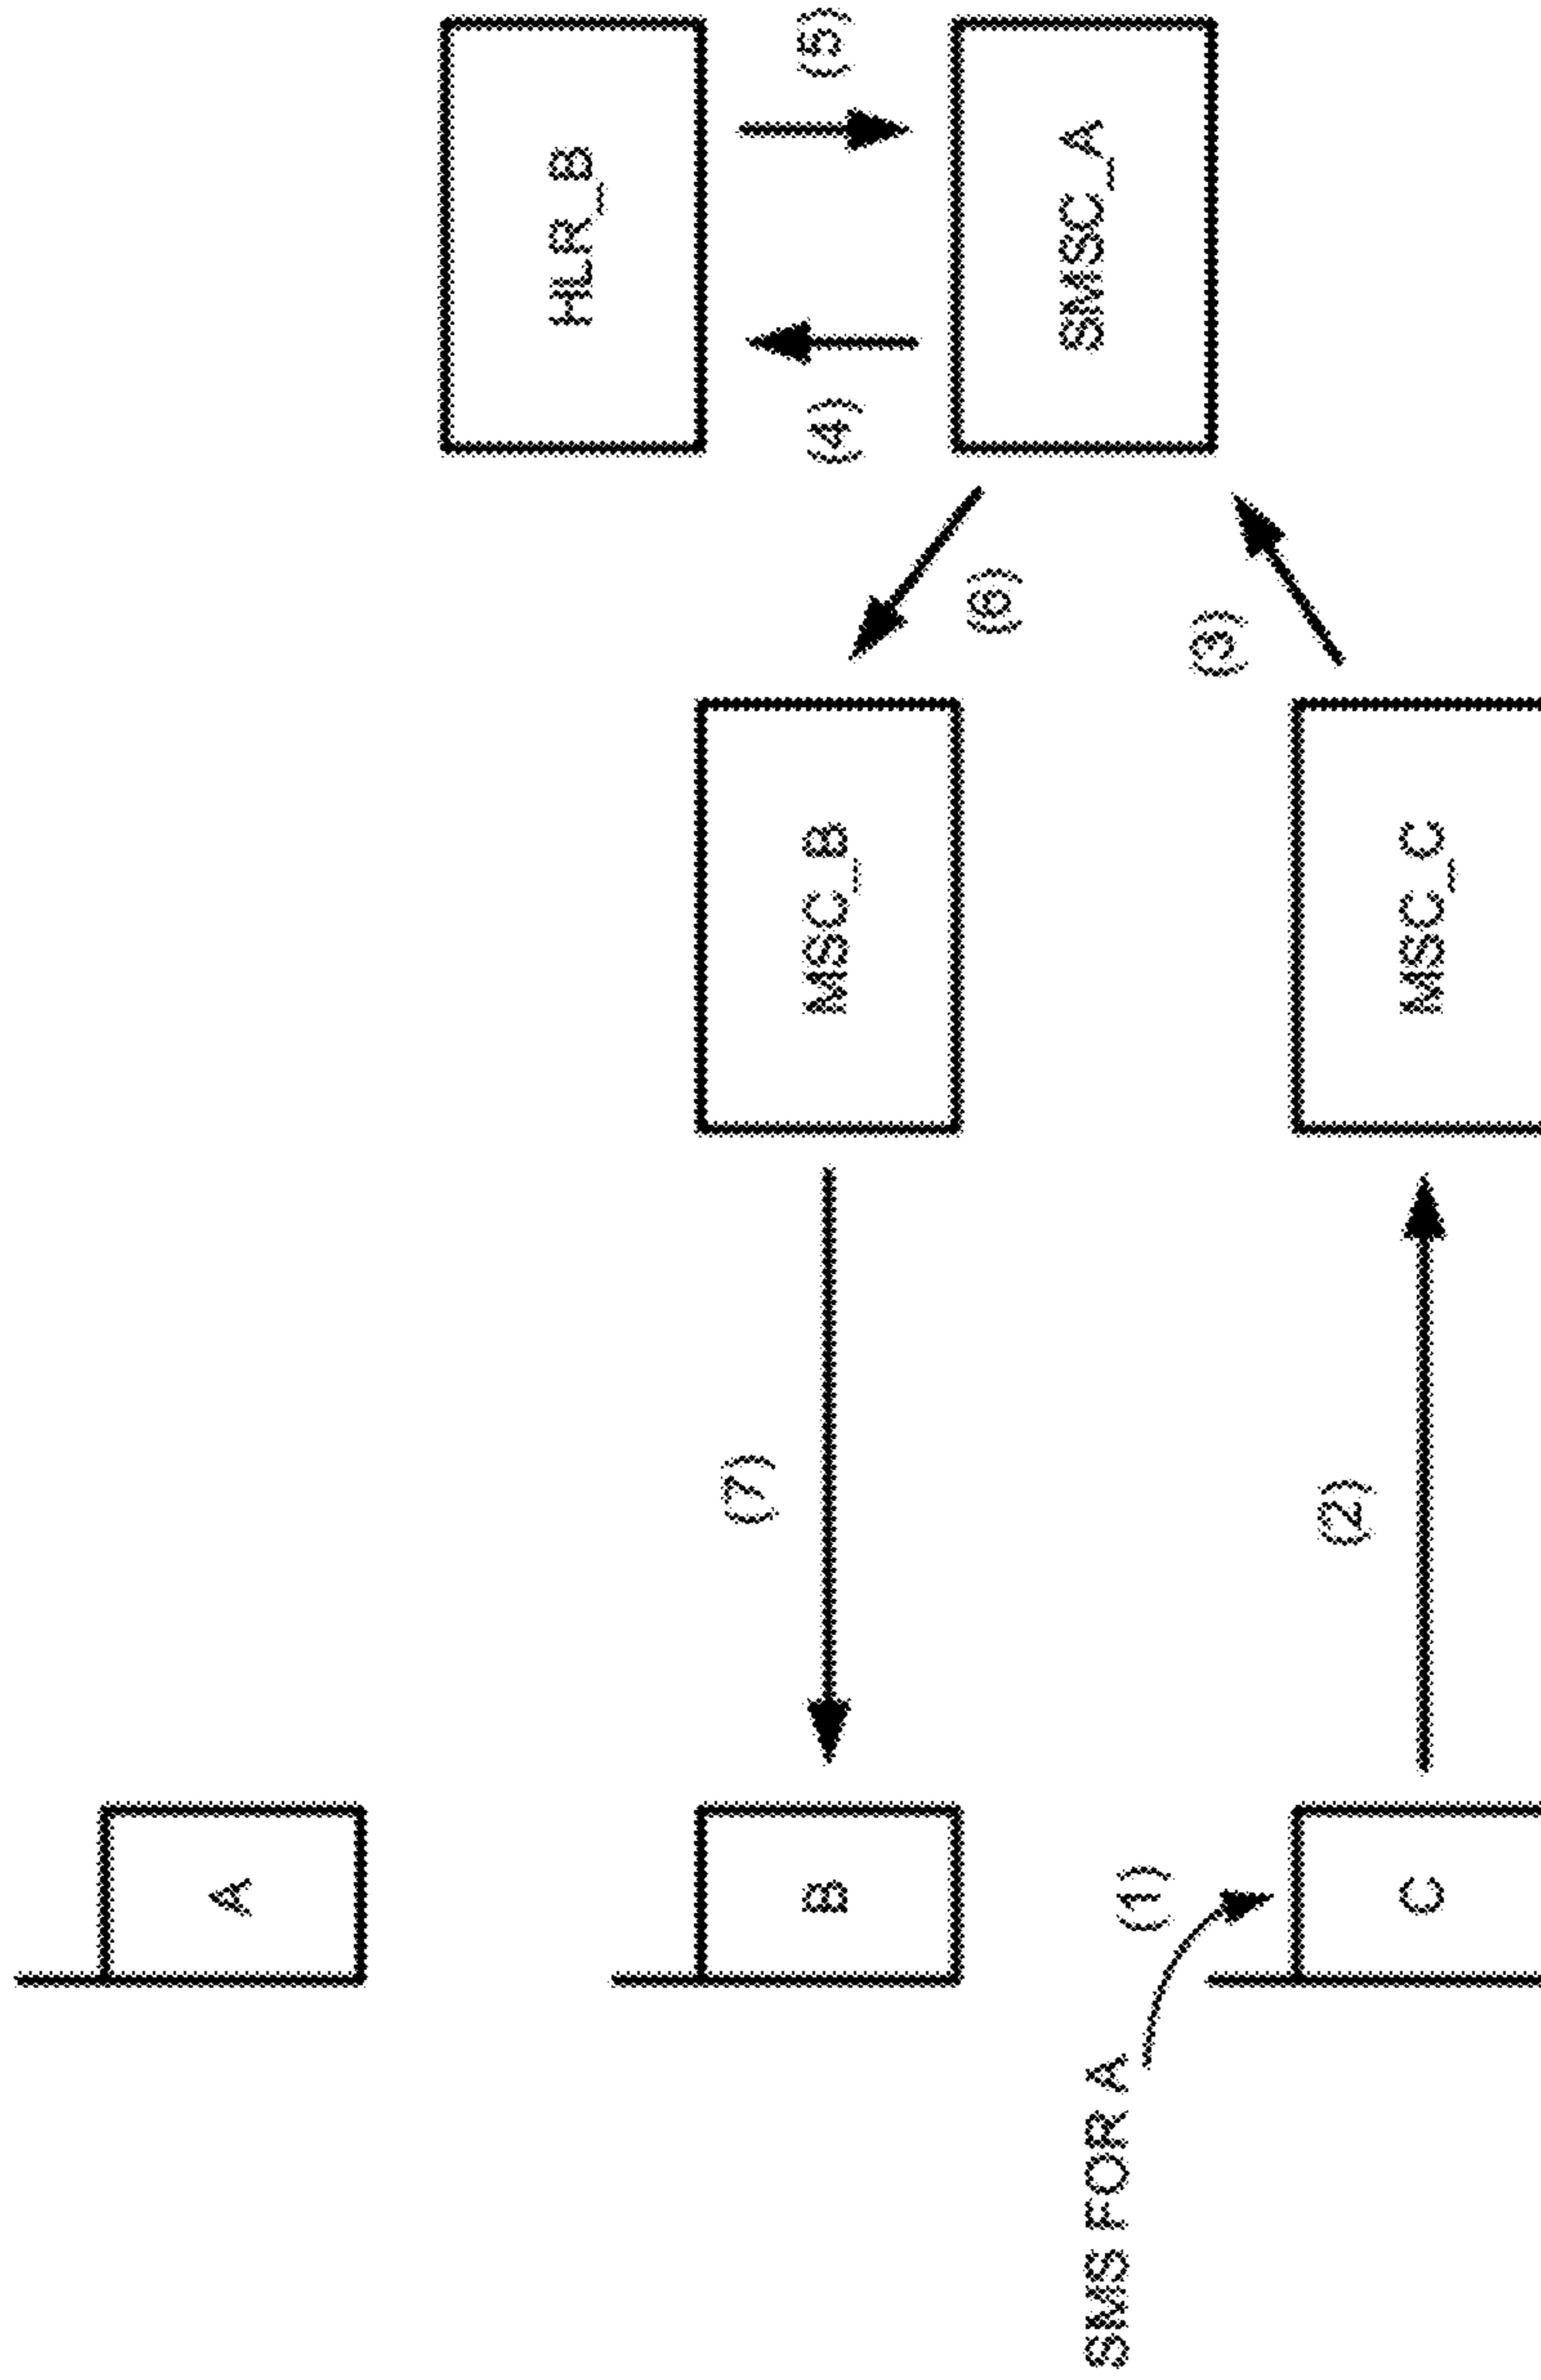 A
HLR_B
(7)
(4)
(5)
B
MSC_B
(6)
SMSC_A
SMS FOR A
(1)
(3)
(2)
C
MSC_C